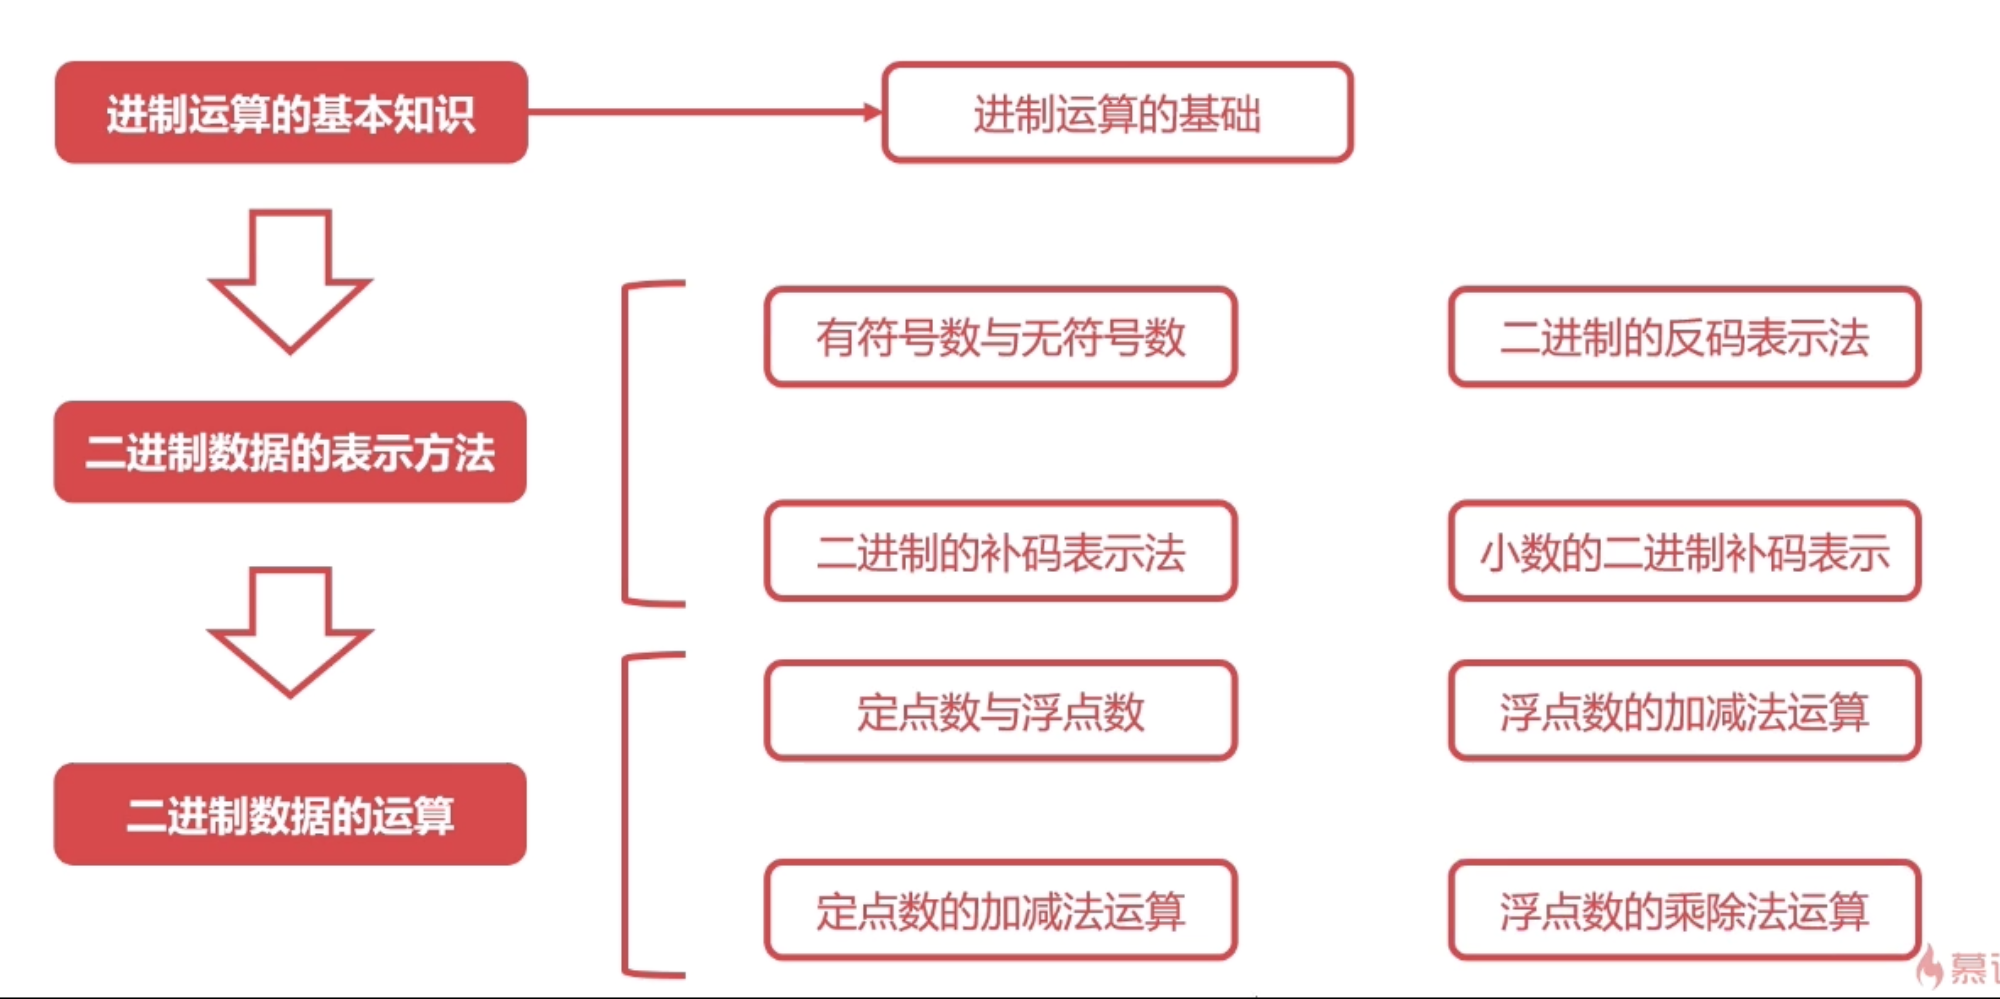 进制运算的基本知识
进制运算的基础
二进制数据的表示方法
有符号数与无符号数
二进制的反码表示法
二进制的补码表示法
小数的二进制补码表示
二进制数据的运算
定点数与浮点数
浮点数的加减法运算
定点数的加减法运算
浮点数的乘除法运算
慕